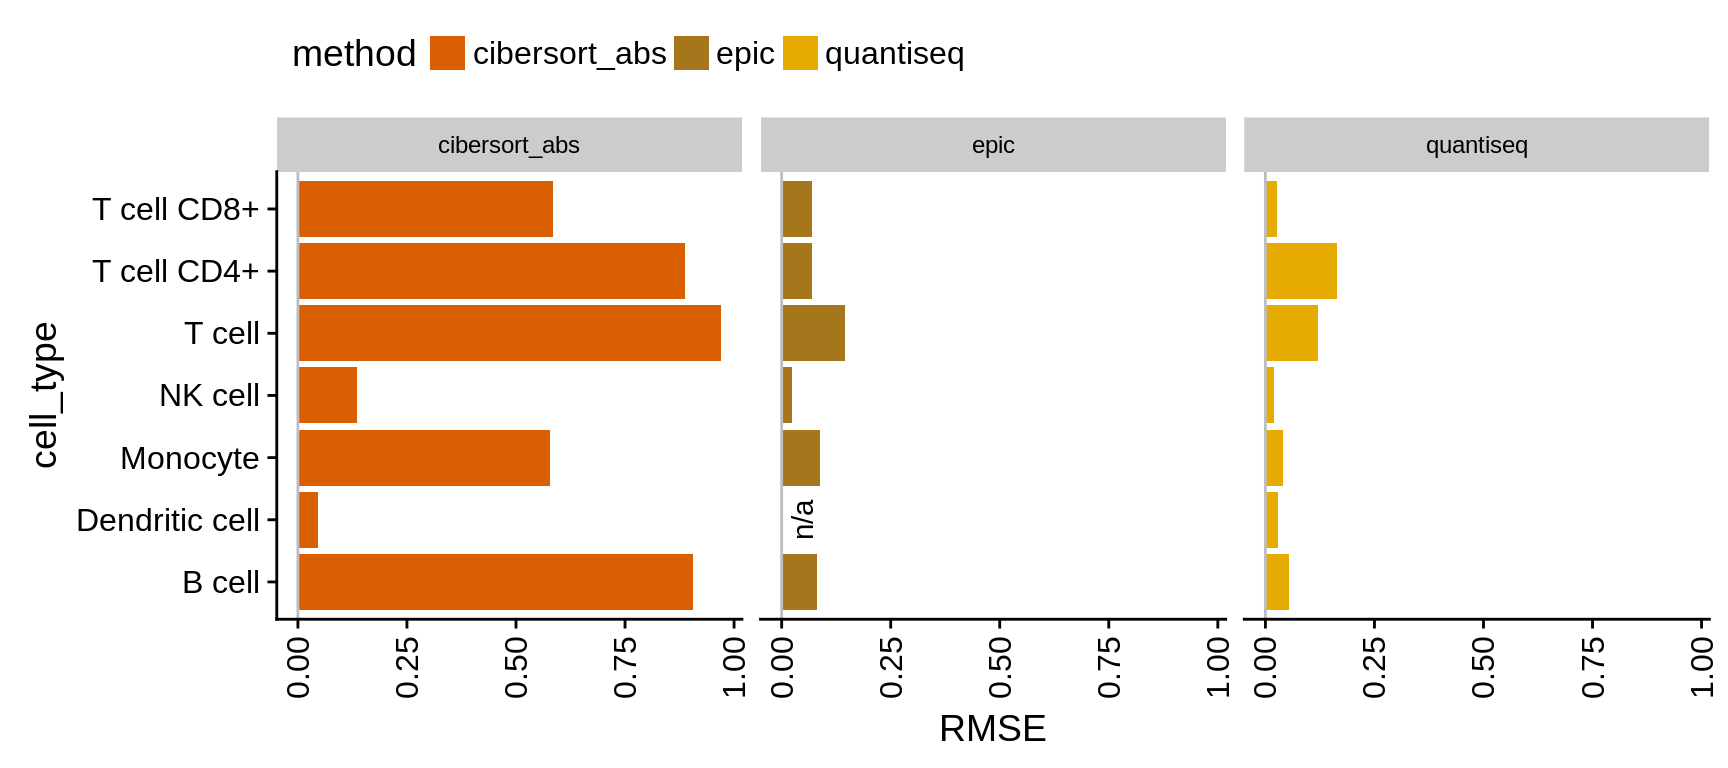 method cibersort_abs epic quantiseq
cibersort_abs epic quantiseq
cell_type
T cell CD8+
T cell CD4+
T cell
NK cell
Monocyte
Dendritic cell
n/a
B cell
0.00 0.25 0.50 0.75 1.00 0.00 0.25 0.50 0.75 1.00 0.00 0.25 0.50 0.75 1.00
RMSE